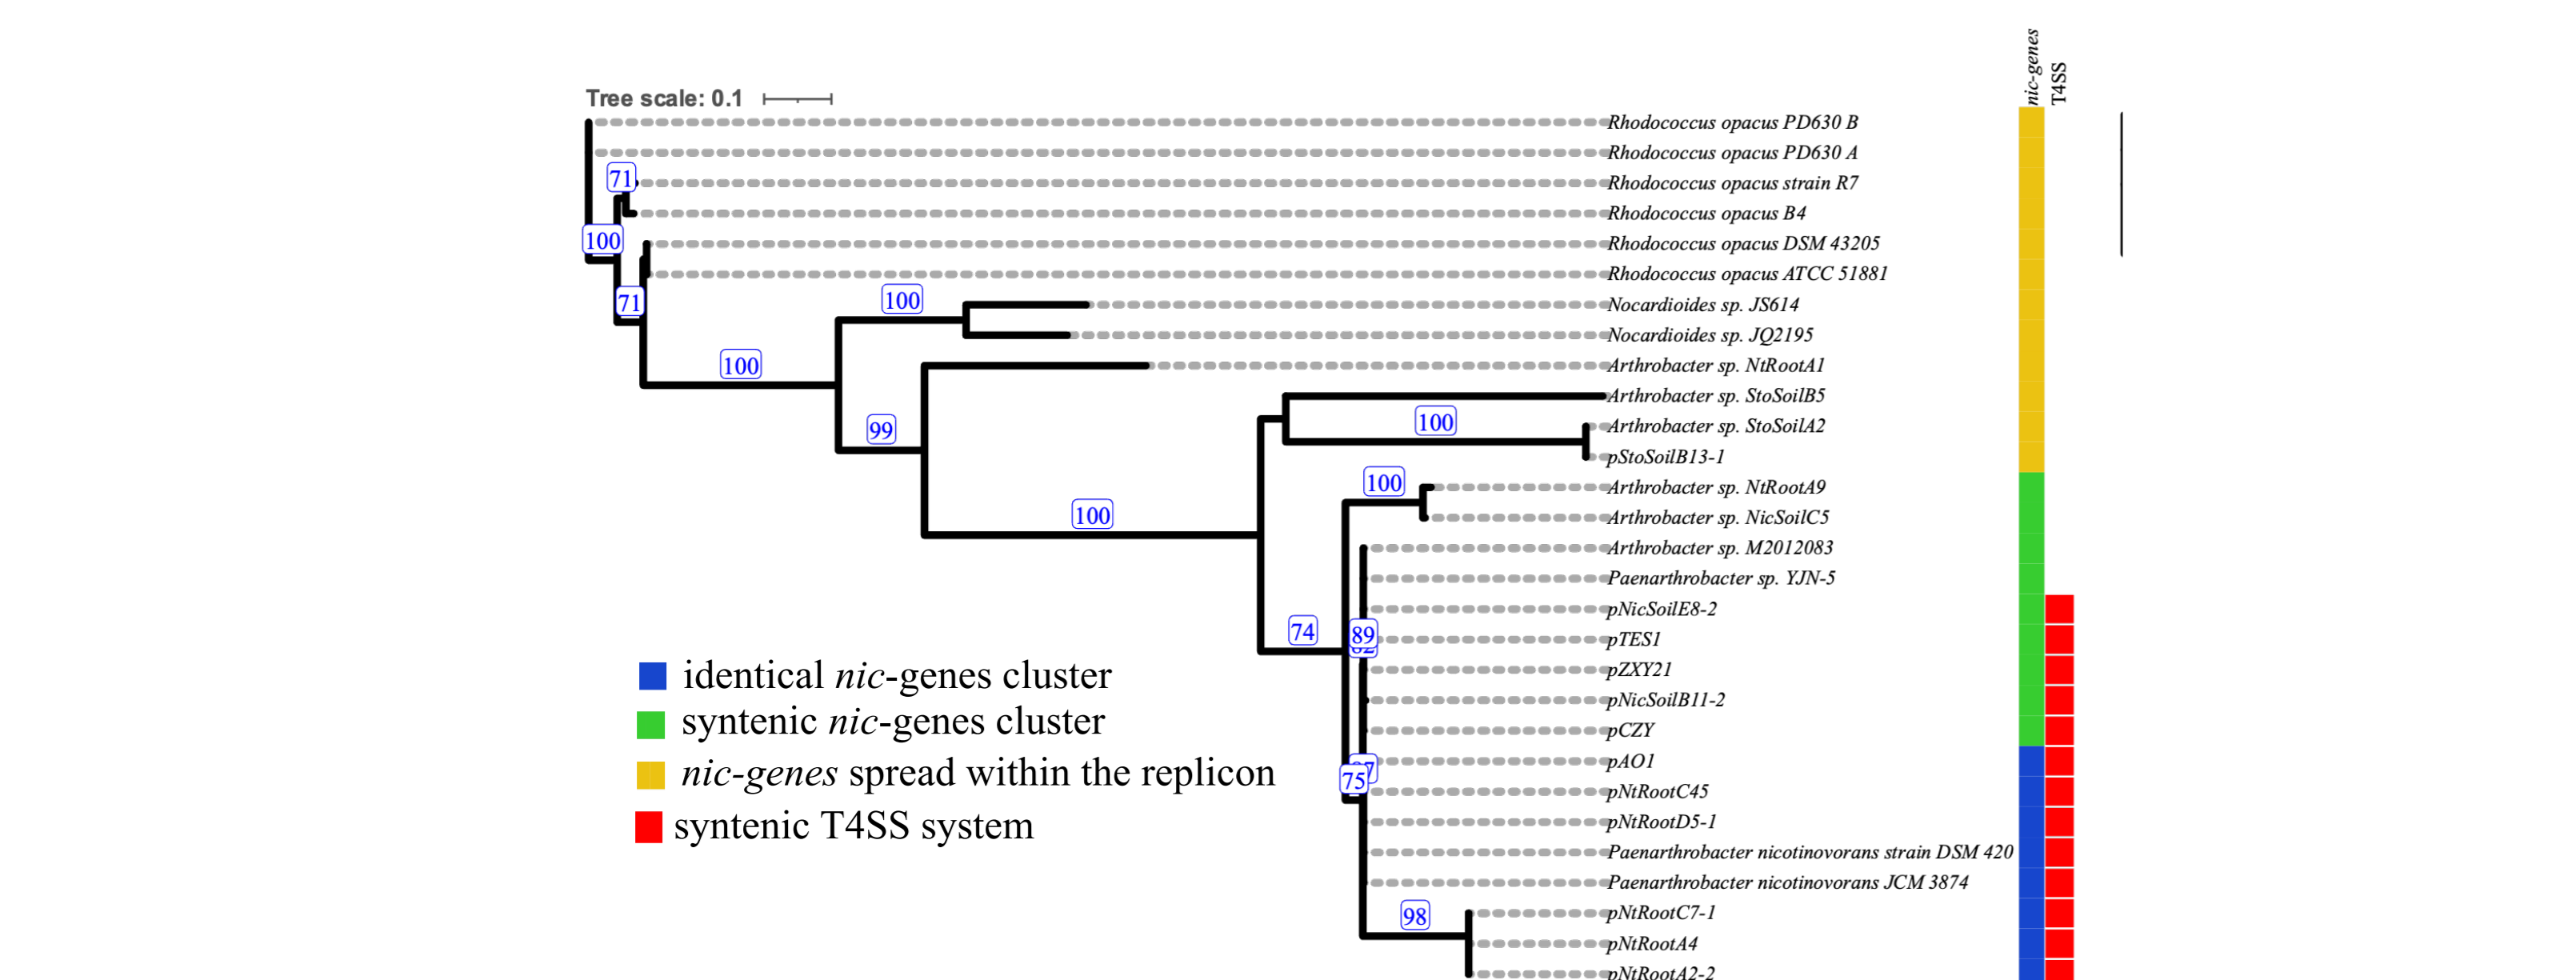 nic-genes
T4SS
Tree scale: 0.1
Rhodococcus opacus PD630 B
Rhodococcus opacus PD630 A
71
Rhodococcus opacus strain R7
Rhodococcus opacus B4
100
Rhodococcus opacus DSM 43205
Rhodococcus opacus ATCC 51881
71
100
Nocardioides sp. JS614
Nocardioides sp. JQ2195
100
Arthrobacter sp. NtRootA1
Arthrobacter sp. StoSoilB5
100
Arthrobacter sp. StoSoilA2
99
pStoSoilB13-1
100
Arthrobacter sp. NtRootA9
100
Arthrobacter sp. NicSoilC5
Arthrobacter sp. M2012083
Paenarthrobacter sp. YJN-5
pNicSoilE8-2
74
89
pTES1
pZXY21
pNicSoilB11-2
pCZY
pAO1
75
pNtRootC45
pNtRootD5-1
Paenarthrobacter nicotinovorans strain DSM 420
Paenarthrobacter nicotinovorans JCM 3874
98
pNtRootC7-1
pNtRootA4
pNtRootA2-2
identical nic-genes cluster
syntenic nic-genes cluster
nic-genes spread within the replicon
syntenic T4SS system